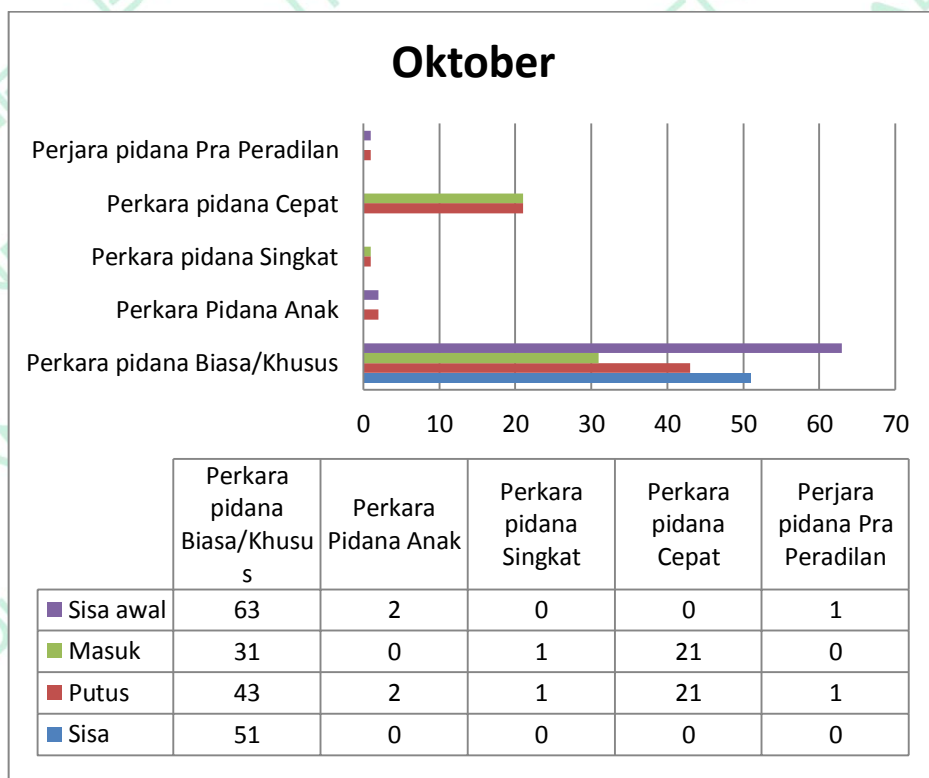 Oktober
Perjara pidana Pra Peradilan
Perkara pidana Cepat
Perkara pidana Singkat
Perkara Pidana Anak
Perkara pidana Biasa/Khusus
0 10 20 30 40 50 60 70
Perkara pidana Biasa/Khusu s
Perkara Pidana Anak
Perkara pidana Singkat
Perkara pidana Cepat
Perjara pidana Pra Peradilan
Sisa awal 63 2 0 0 1
Masuk 31 0 1 21 0
Putus 43 2 1 21 1
Sisa 51 0 0 0 0